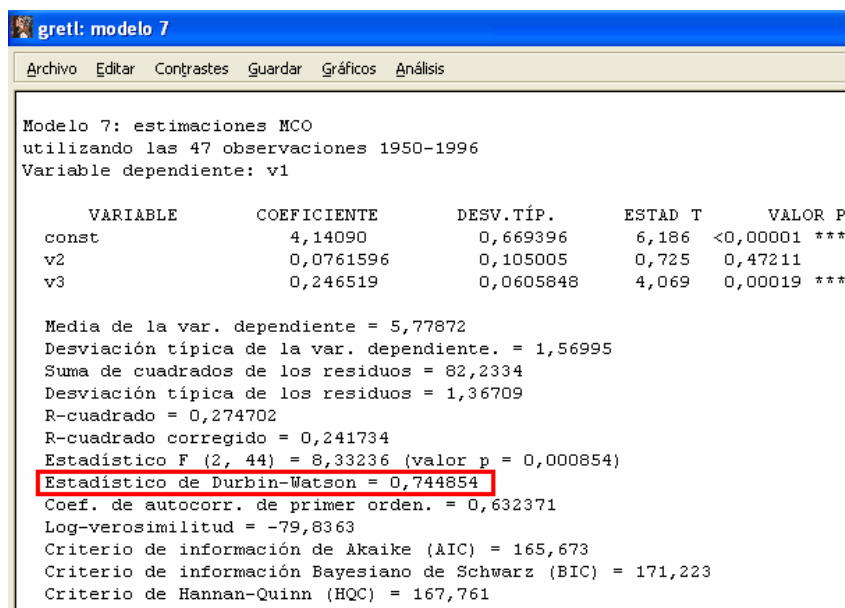 gretl: modelo 7
Archivo Editar Contrastes Guardar Gráficos Análisis
Modelo 7: estimaciones MCO
utilizando las 47 observaciones 1950-1996
Variable dependiente: v1
VARIABLE COEFICIENTE DESV.TÍP. ESTAD T VALOR P
const 4,14090 0,669396 6,186 <0,00001 ***
v2 0,0761596 0,105005 0,725 0,47211
v3 0,246519 0,0605848 4,069 0,00019 ***
Media de la var. dependiente = 5,77872
Desviación típica de la var. dependiente. = 1,56995
Suma de cuadrados de los residuos = 82,2334
Desviación típica de los residuos = 1,36709
R-cuadrado = 0,274702
R-cuadrado corregido = 0,241734
Estadístico F (2, 44) = 8,33236 (valor p = 0,000854)
Estadístico de Durbin-Watson = 0,744854
Coef. de autocorr. de primer orden. = 0,632371
Log-verosimilitud = -79,8363
Criterio de información de Akaike (AIC) = 165,673
Criterio de información Bayesiano de Schwarz (BIC) = 171,223
Criterio de Hannan-Quinn (HQC) = 167,761